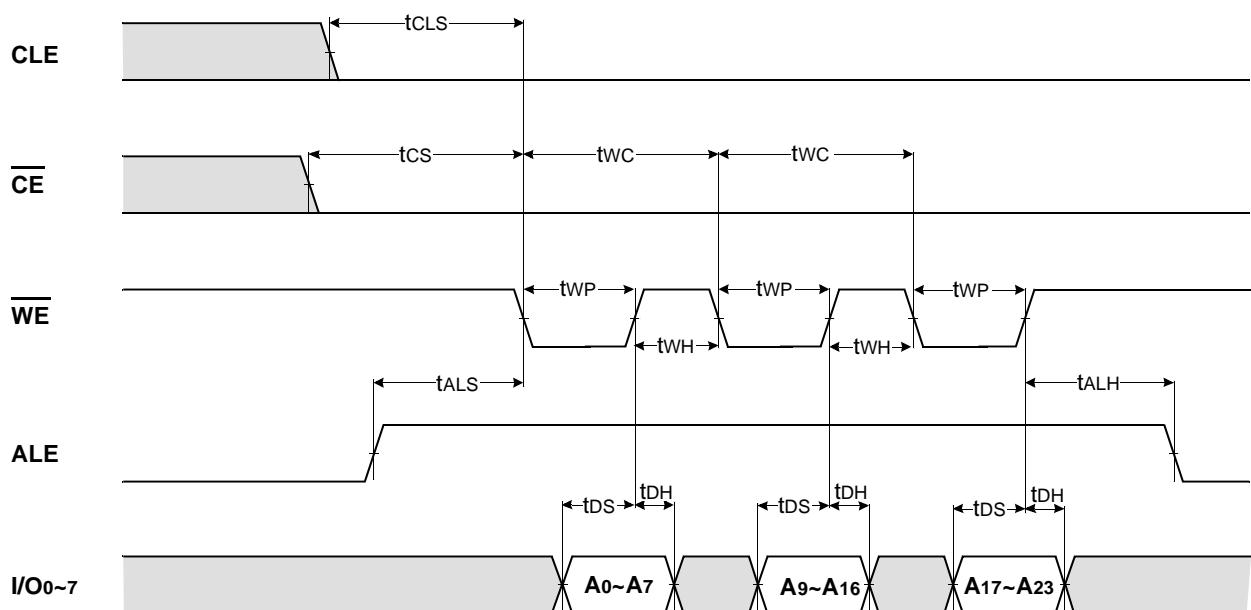 CLE
tCLS
CE
tCS
tWC
tWC
WE
tWP
tWP
tWP
tWH
tWH
tALS
tALH
ALE
tDS
tDH
tDS
tDH
tDS
tDH
I/O0~7
A0~A7
A9~A16
A17~A23